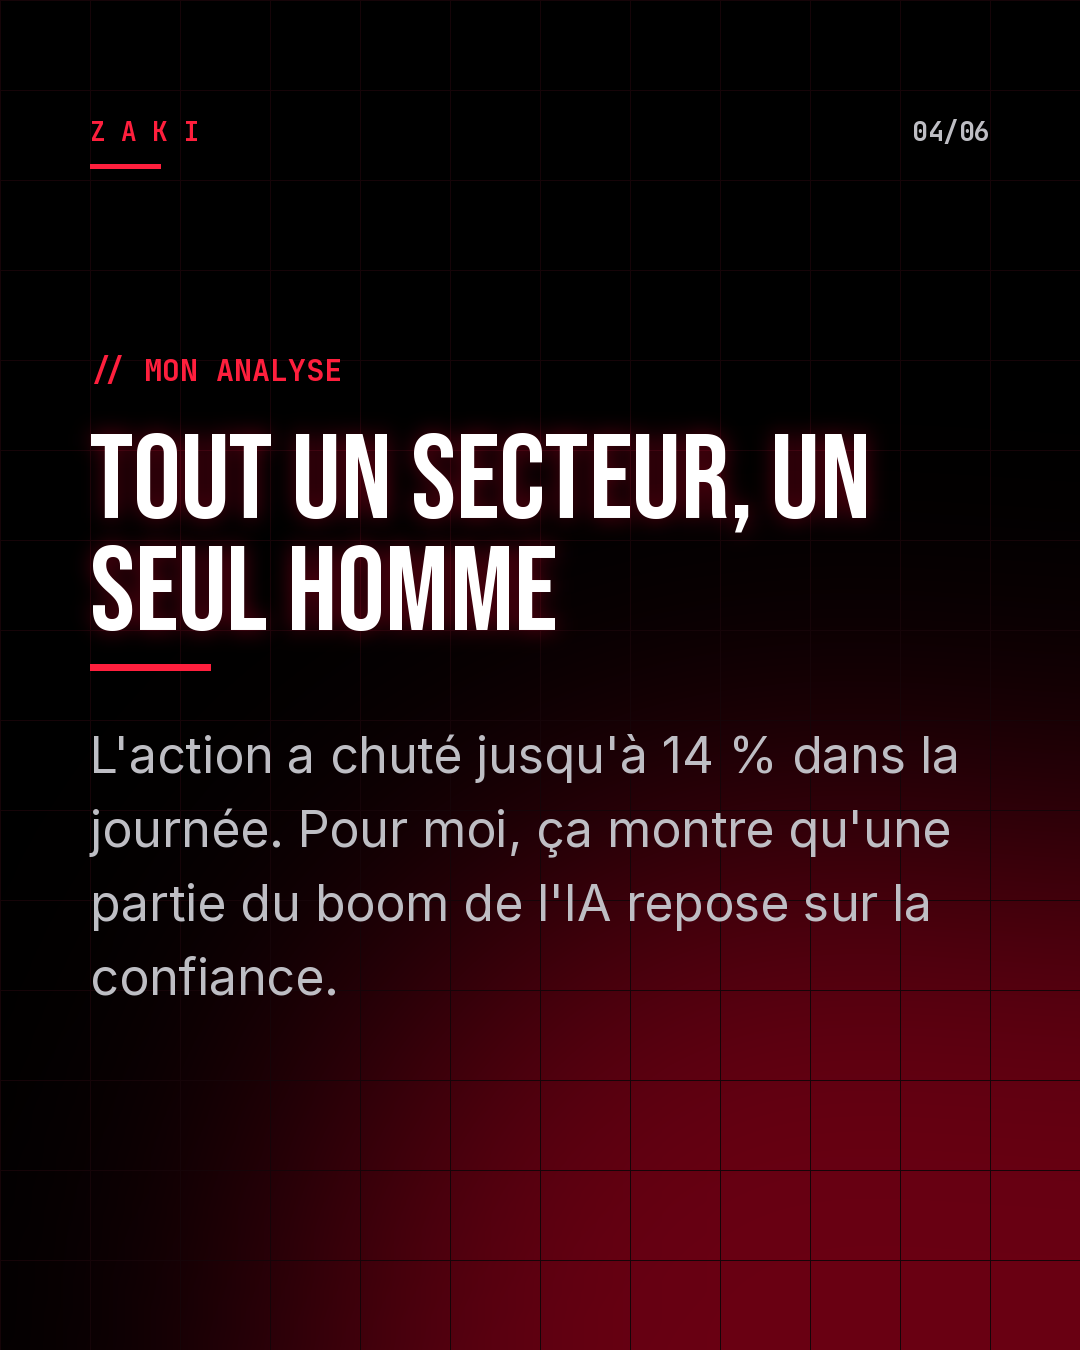 Z A K I
04/06
// MON ANALYSE
TOUT UN SECTEUR, UN
SEUL HOMME
L'action a chuté jusqu'à 14 % dans la
journée. Pour moi, ça montre qu'une
partie du boom de l'IA repose sur la
confiance.